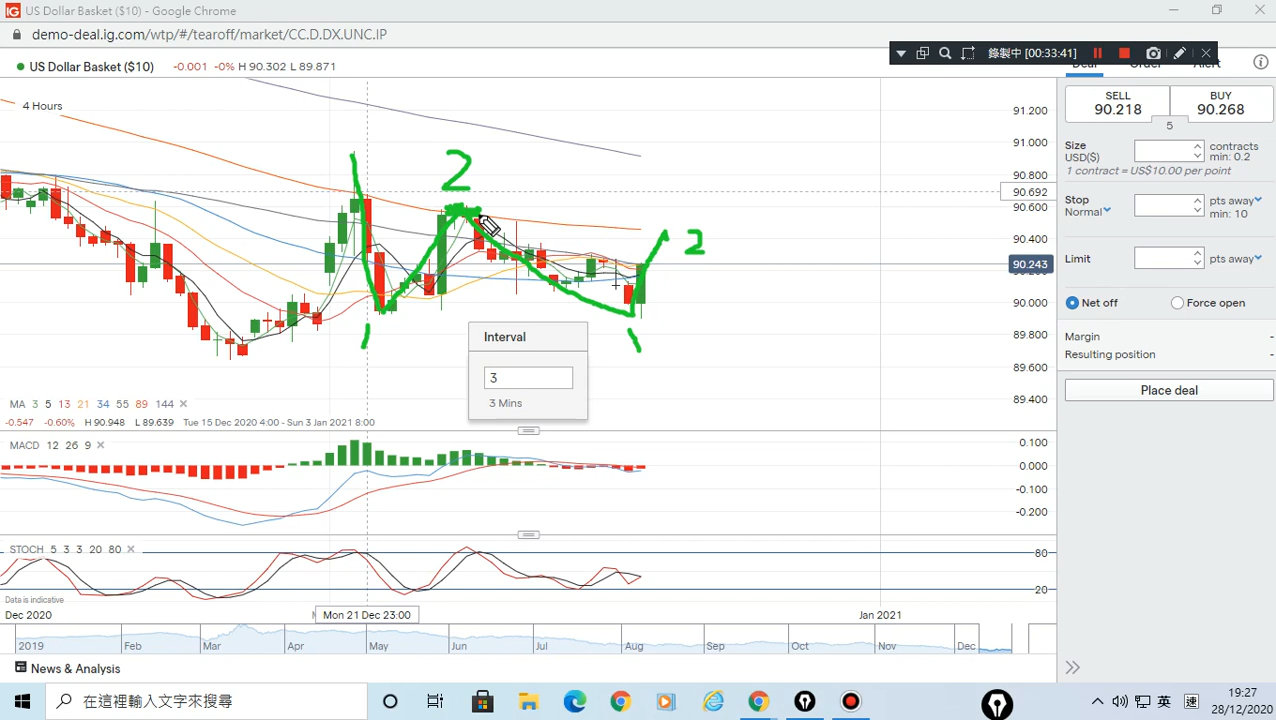 US Dollar Basket ($10) - Google Chrome
demo-deal.ig.com/wtp/#/tearoff/market/CC.D.DX.UNC.IP
錄製中 [00:33:41]
US Dollar Basket ($10) -0.001 -0% H 90.302 L 89.871
Deal Order Alert
4 Hours
SELL
90.218
BUY
90.268
5
Size
USD($)
contracts
min: 0.2
1 contract = US$10.00 per point
Stop
Normal
pts away
min: 10
Limit
pts away
Net off
Force open
Margin -
Resulting position -
Place deal
91.200
91.000
90.800
90.692
90.600
90.400
90.243
90.000
89.800
89.600
89.400
2
2
1
1
Interval
3
3 Mins
MA 3 5 13 21 34 55 89 144
-0.547 -0.60% H 90.948 L 89.639 Tue 15 Dec 2020 4:00 - Sun 3 Jan 2021 8:00
MACD 12 26 9
0.100
0.000
-0.100
-0.200
STOCH 5 3 3 20 80
80
20
Data is indicative
Dec 2020
Mon 21 Dec 23:00
Jan 2021
2019 Feb Mar Apr May Jun Jul Aug Sep Oct Nov Dec
News & Analysis
在這裡輸入文字來搜尋
英
19:27
28/12/2020